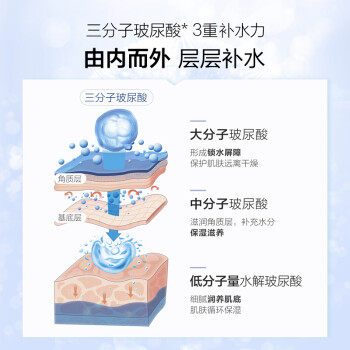 三分子玻尿酸* 3重补水力
由内而外 层层补水
三分子玻尿酸
角质层
基底层
大分子玻尿酸
形成锁水屏障
保护肌肤远离干燥
中分子玻尿酸
滋润角质层，补充水分
保湿滋养
低分子量水解玻尿酸
细腻润养肌底
肌肤循环保湿